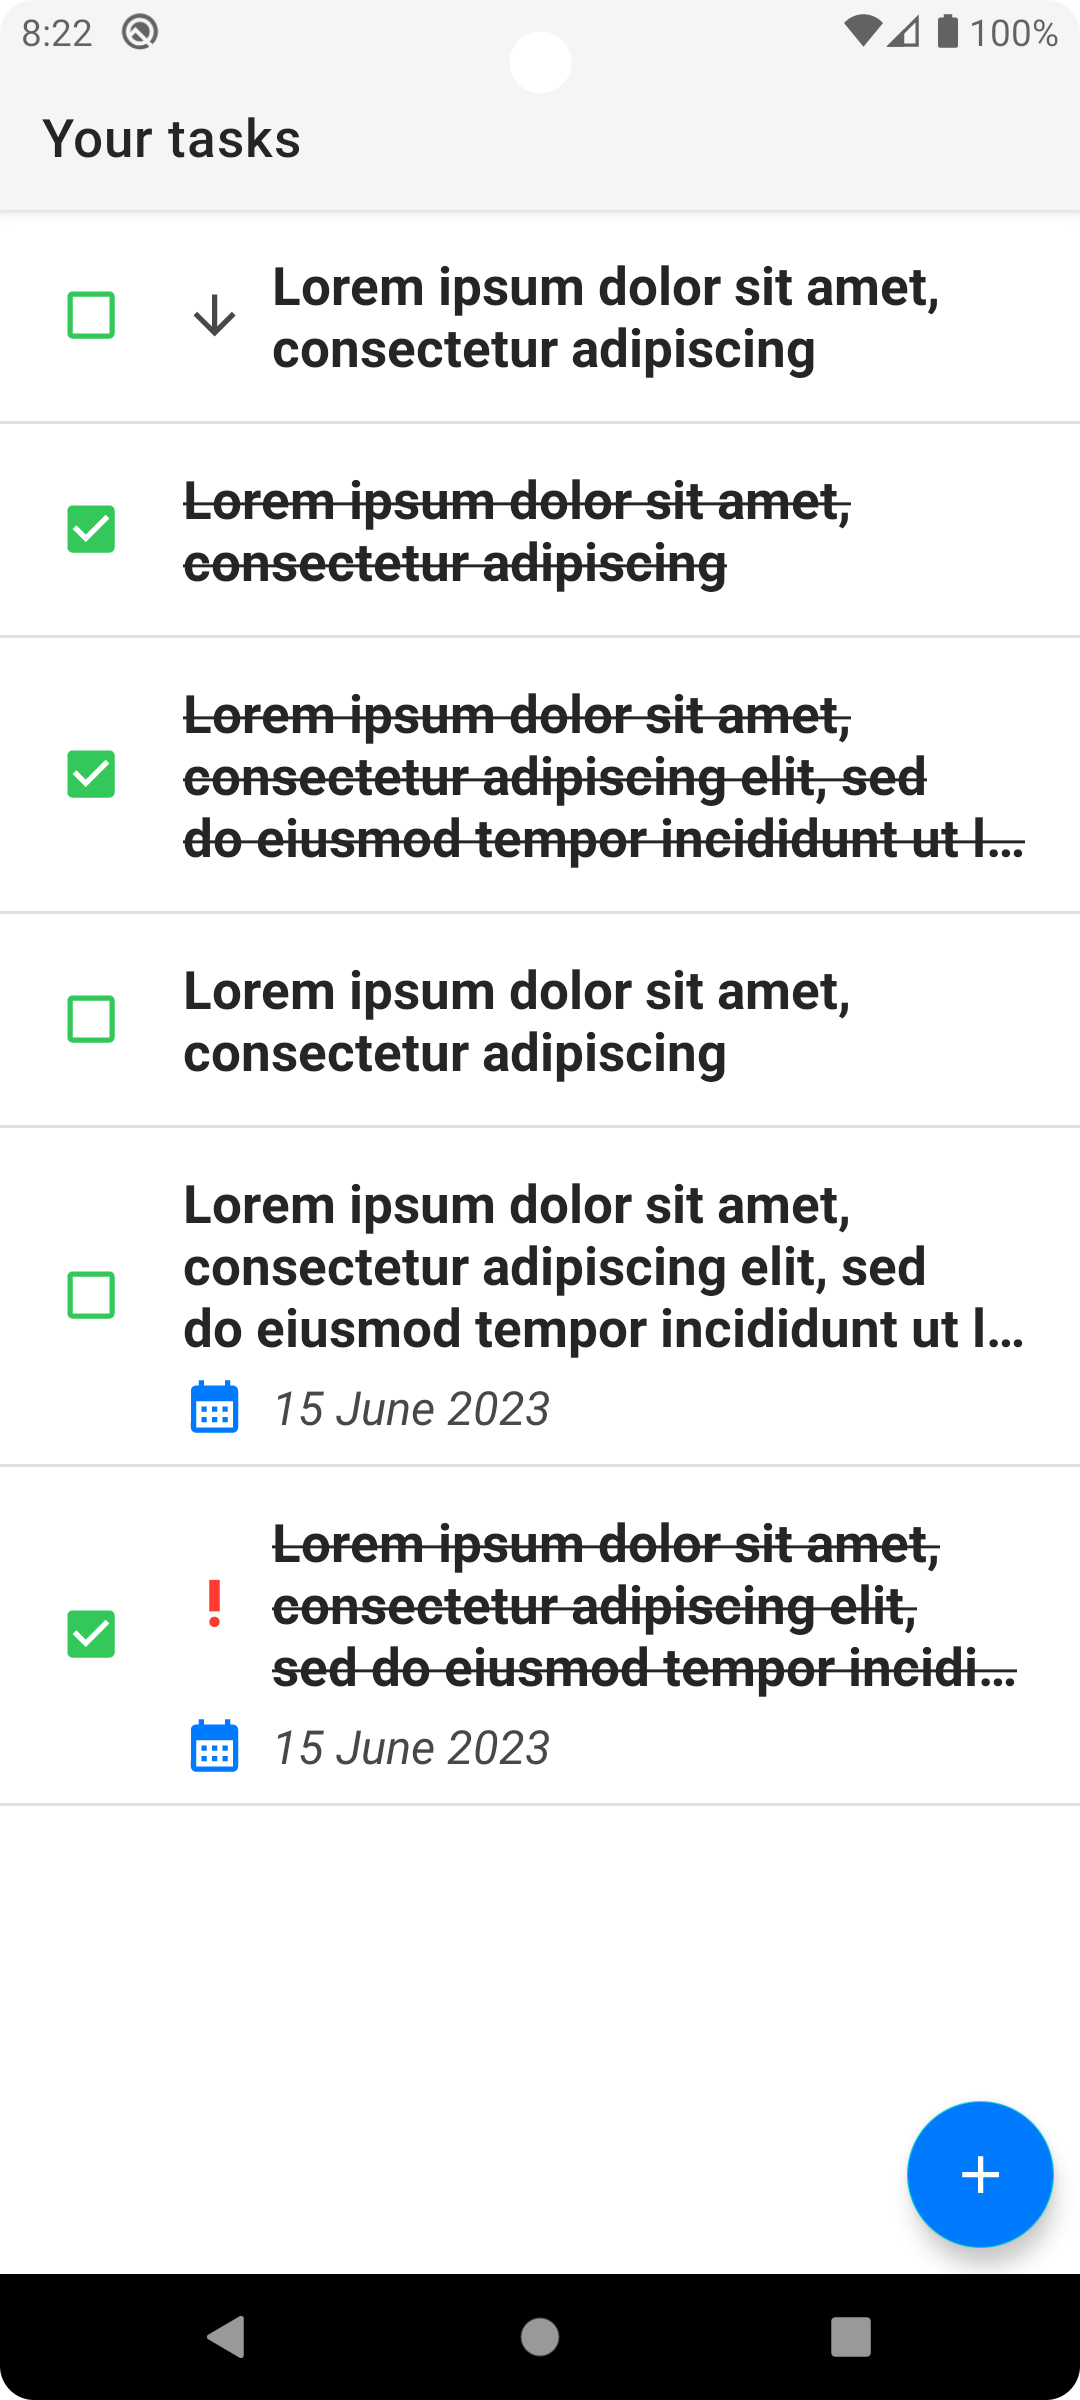 8:22
100%
Your tasks
Lorem ipsum dolor sit amet,
consectetur adipiscing
Lorem ipsum dolor sit amet,
consectetur adipiscing
Lorem ipsum dolor sit amet,
consectetur adipiscing elit, sed
do eiusmod tempor incididunt ut l...
Lorem ipsum dolor sit amet,
consectetur adipiscing
Lorem ipsum dolor sit amet,
consectetur adipiscing elit, sed
do eiusmod tempor incididunt ut l...
15 June 2023
Lorem ipsum dolor sit amet,
consectetur adipiscing elit,
sed do eiusmod tempor incidi...
15 June 2023